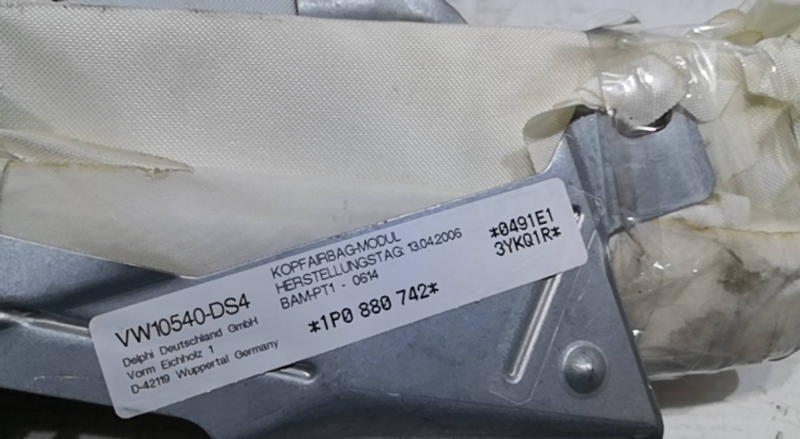 VW10540-DS4
Delphi Deutschland GmbH
Vorm Eichholz 1
D-42119 Wuppertal Germany
KOPFAIRBAG-MODUL
HERSTELLUNGSTAG: 13.04.2006
BAM-PT1 - 0614
*1P0 880 742*
*0491E1
3YKQ1R*